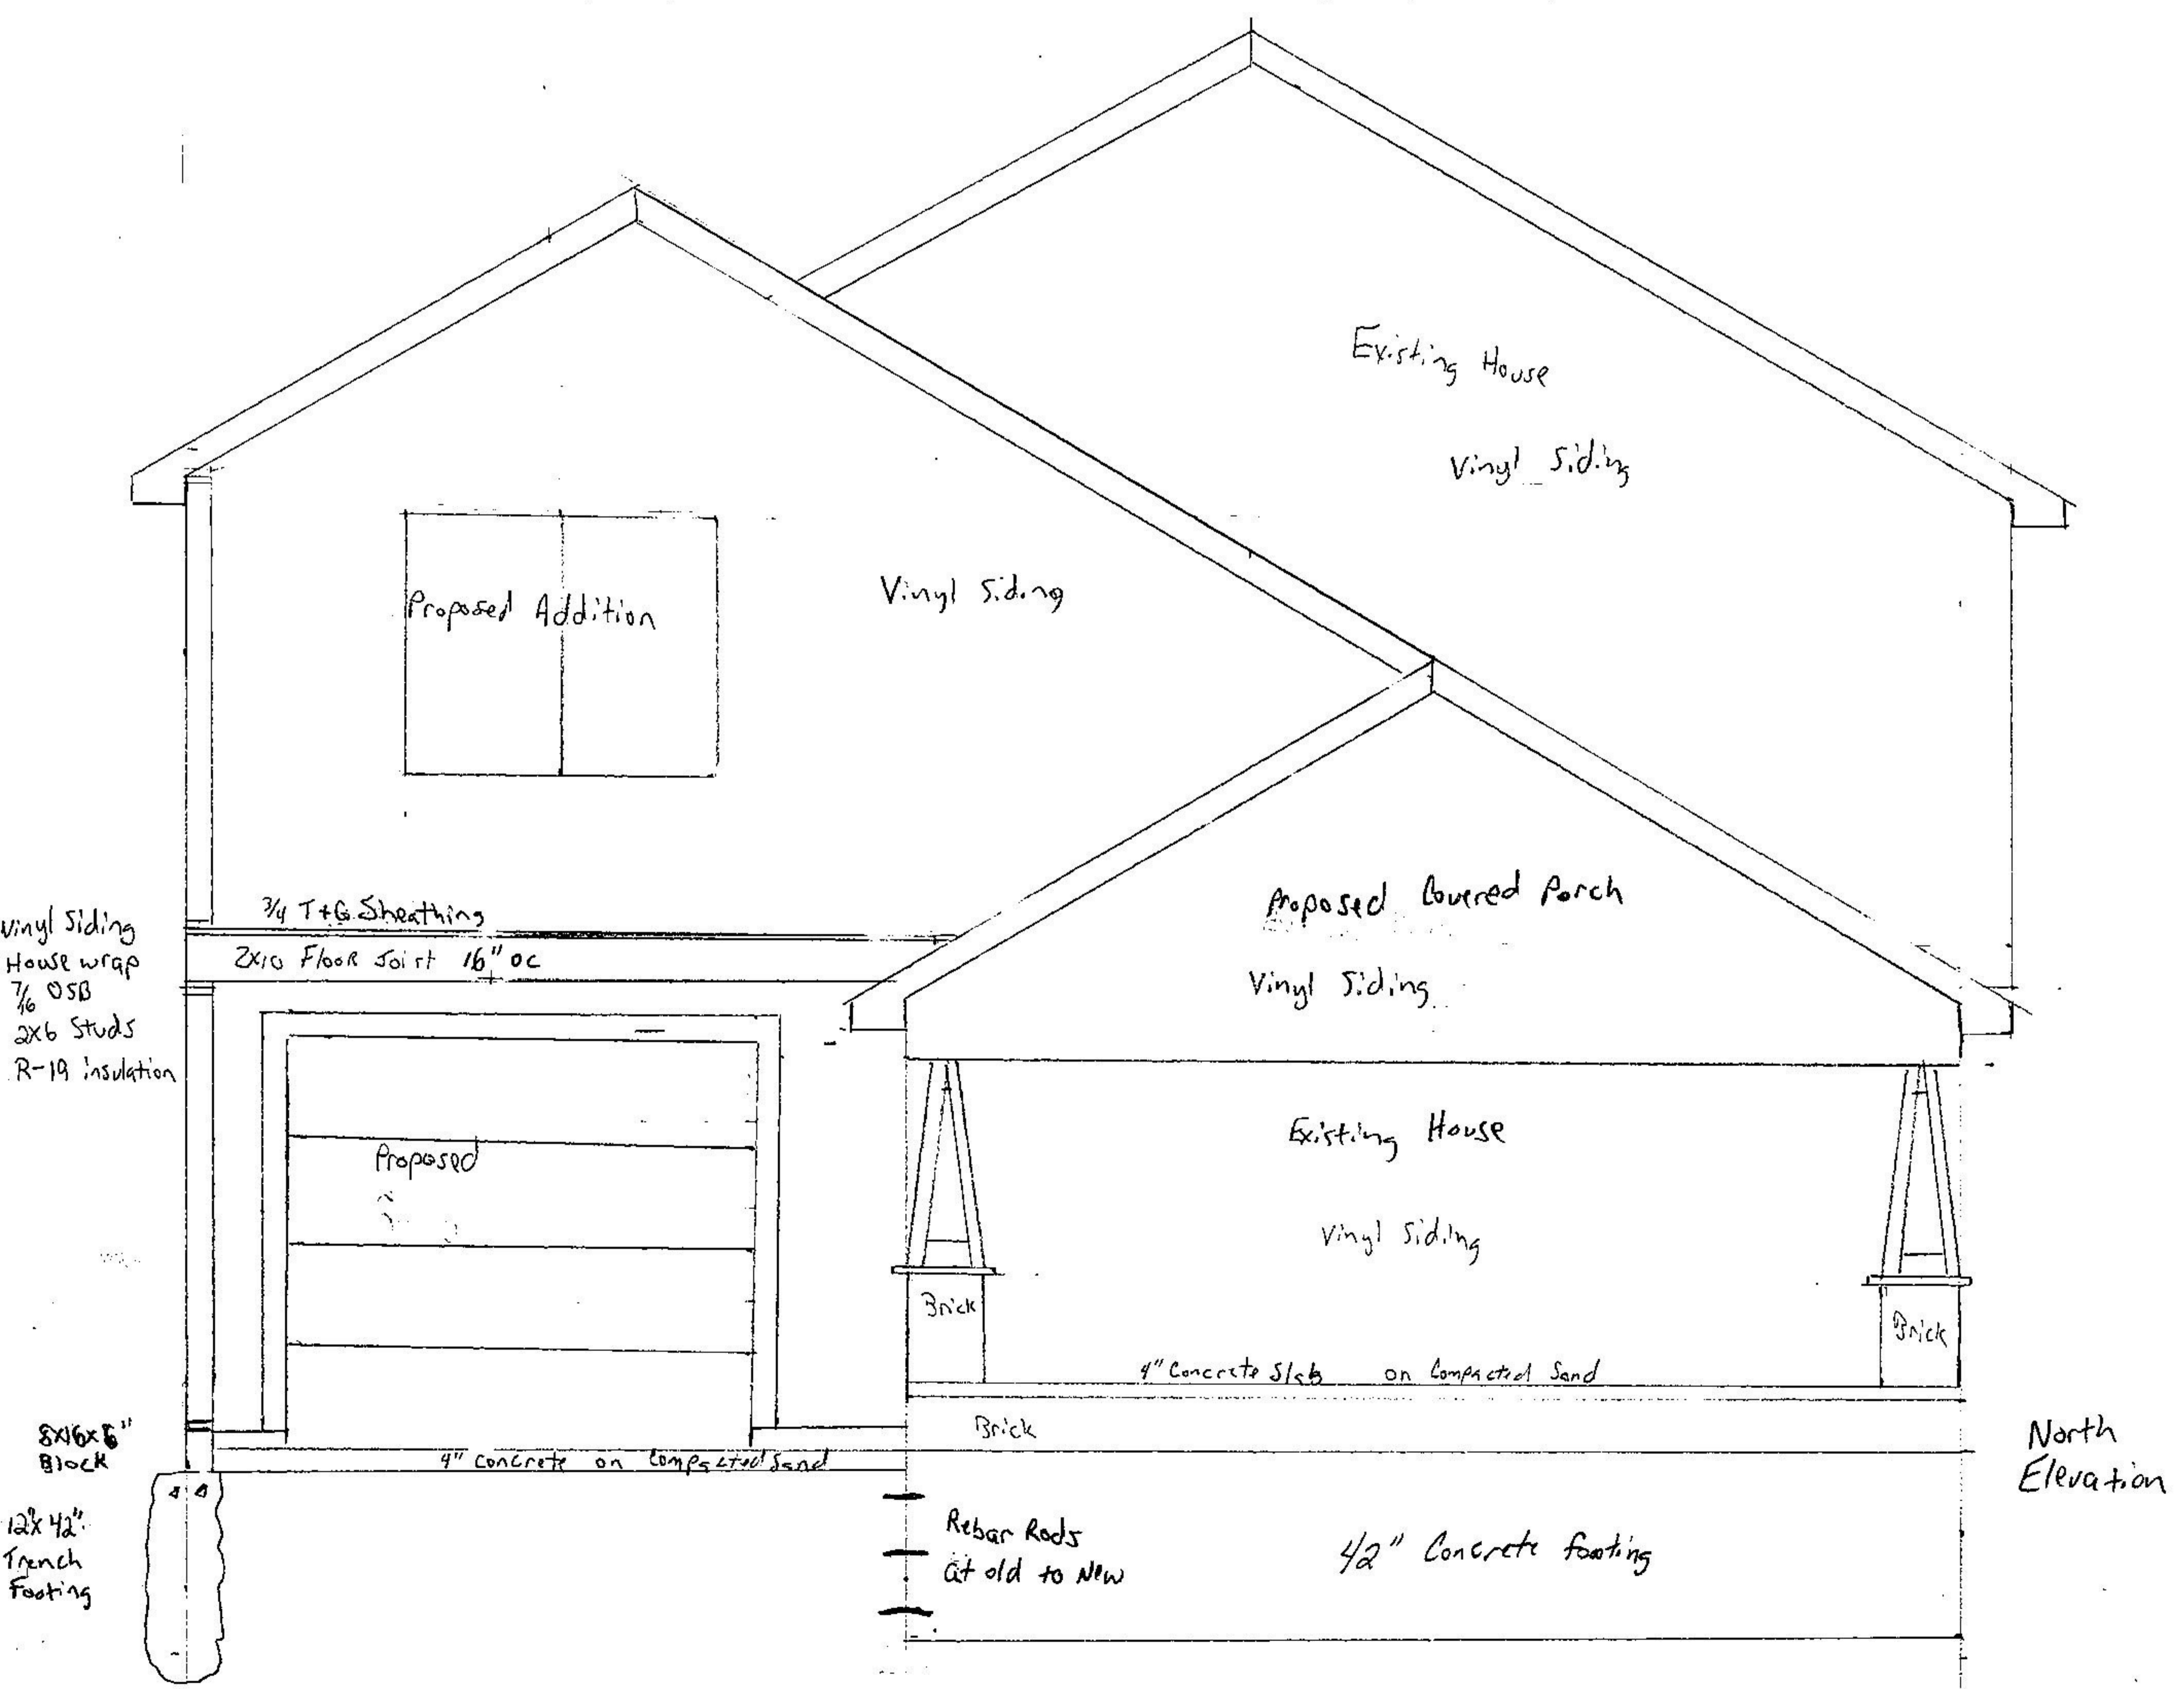 Existing House
Vinyl Siding
Proposed Addition
Vinyl Siding
Proposed Covered Porch
Vinyl Siding
3/4 T+G Sheathing
2x10 Floor Joist 16" oc
Vinyl Siding
House wrap
7/16 OSB
2x6 Studs
R-19 insulation
Proposed
Existing House
Vinyl Siding
Brick
Brick
4" Concrete Slab on Compacted Sand
Brick
4" concrete on Compacted Sand
Block
12"x 42"
Trench
Footing
Rebar Rods
at old to New
42" Concrete footing
North
Elevation